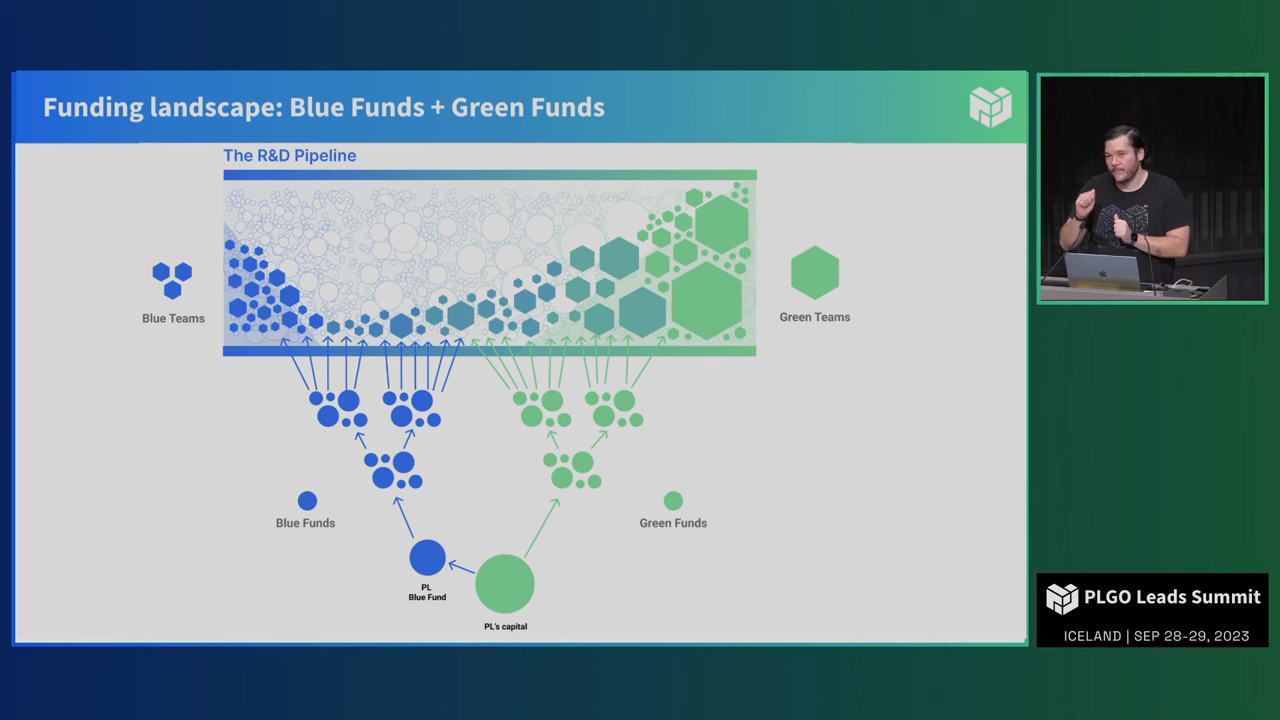 Funding landscape: Blue Funds + Green Funds
The R&D Pipeline
Blue Teams
Green Teams
Blue Funds
Green Funds
PL
Blue Fund
PL's capital
PLGO Leads Summit
ICELAND | SEP 28-29, 2023